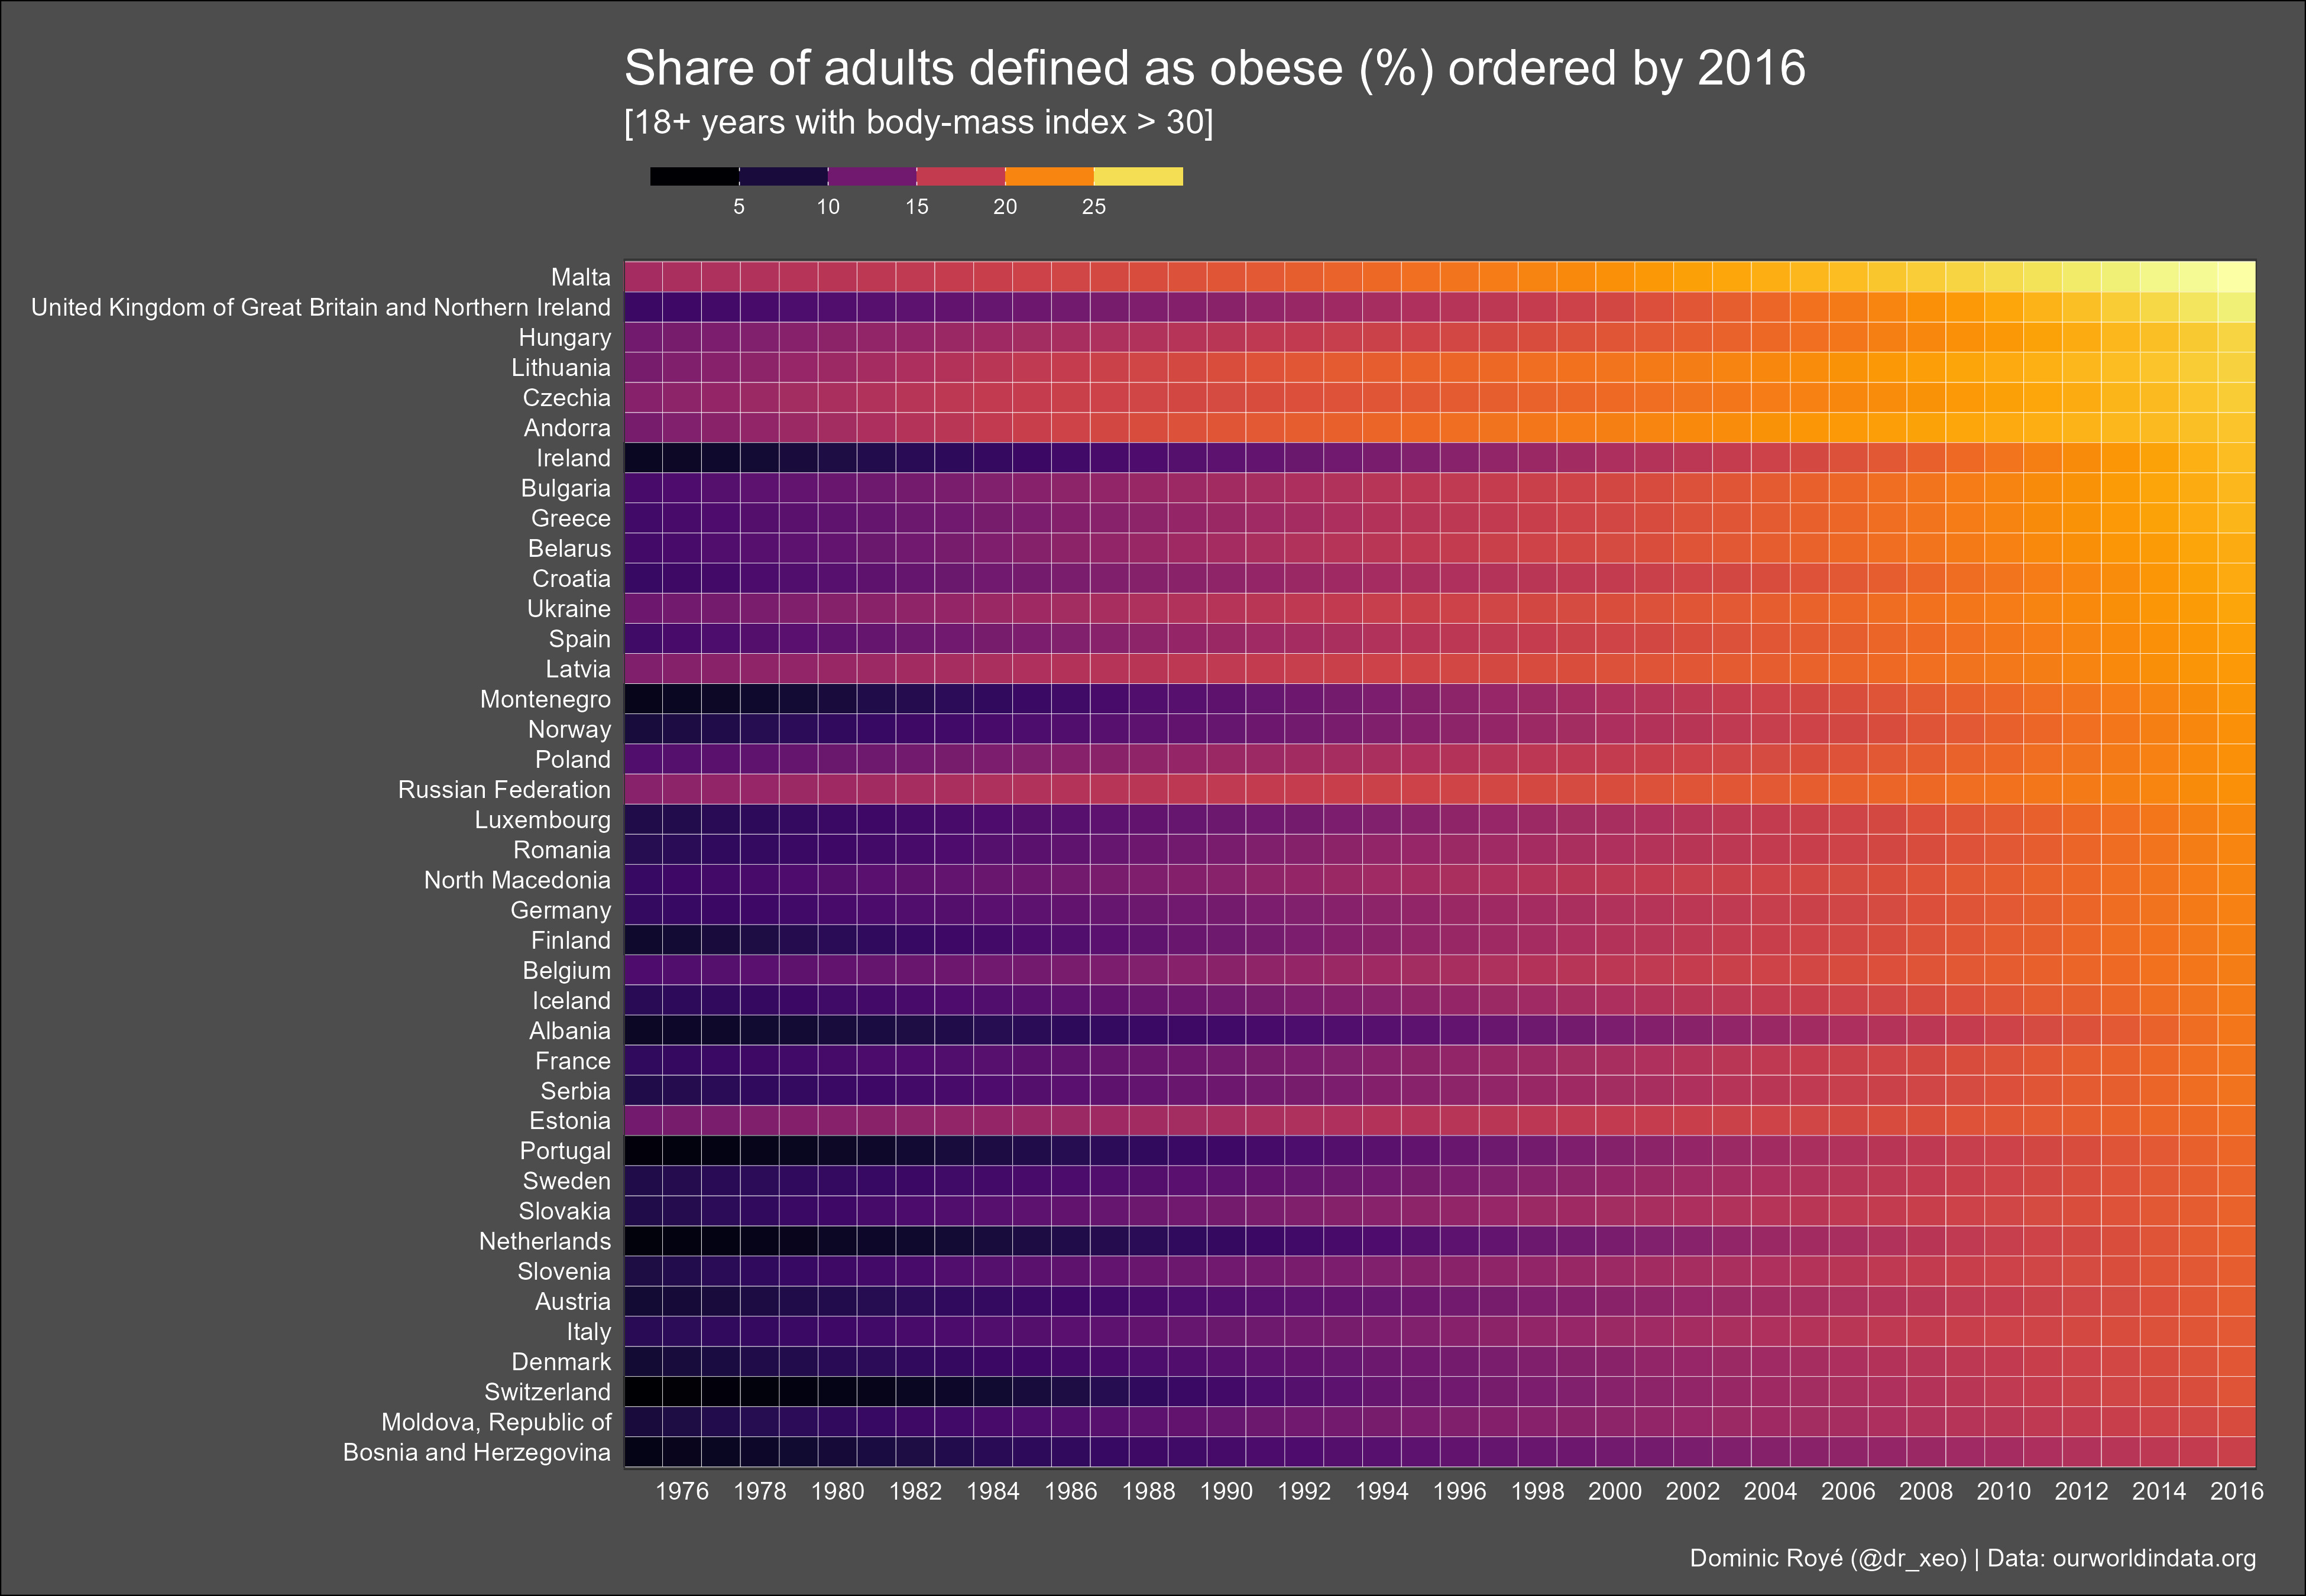 Share of adults defined as obese (%) ordered by 2016
[18+ years with body-mass index > 30]
5 10 15 20 25
Malta
United Kingdom of Great Britain and Northern Ireland
Hungary
Lithuania
Czechia
Andorra
Ireland
Bulgaria
Greece
Belarus
Croatia
Ukraine
Spain
Latvia
Montenegro
Norway
Poland
Russian Federation
Luxembourg
Romania
North Macedonia
Germany
Finland
Belgium
Iceland
Albania
France
Serbia
Estonia
Portugal
Sweden
Slovakia
Netherlands
Slovenia
Austria
Italy
Denmark
Switzerland
Moldova, Republic of
Bosnia and Herzegovina
1976 1978 1980 1982 1984 1986 1988 1990 1992 1994 1996 1998 2000 2002 2004 2006 2008 2010 2012 2014 2016
Dominic Royé (@dr_xeo) | Data: ourworldindata.org